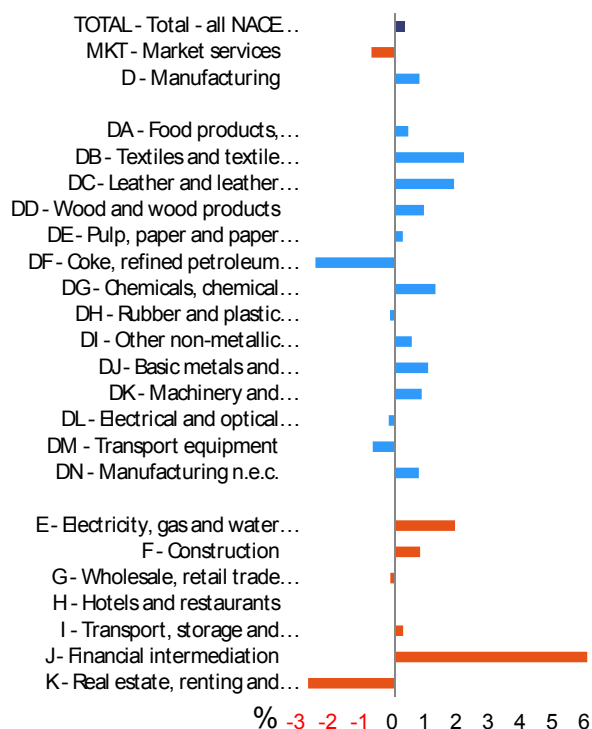 TOTAL - Total - all NACE…
MKT - Market services
D - Manufacturing
DA - Food products,…
DB - Textiles and textile…
DC - Leather and leather…
DD - Wood and wood products
DE - Pulp, paper and paper…
DF - Coke, refined petroleum…
DG - Chemicals, chemical…
DH - Rubber and plastic…
DI - Other non-metallic…
DJ - Basic metals and…
DK - Machinery and…
DL - Electrical and optical…
DM - Transport equipment
DN - Manufacturing n.e.c.
E - Electricity, gas and water…
F - Construction
G - Wholesale, retail trade…
H - Hotels and restaurants
I - Transport, storage and…
J - Financial intermediation
K - Real estate, renting and…
% -3 -2 -1 0 1 2 3 4 5 6